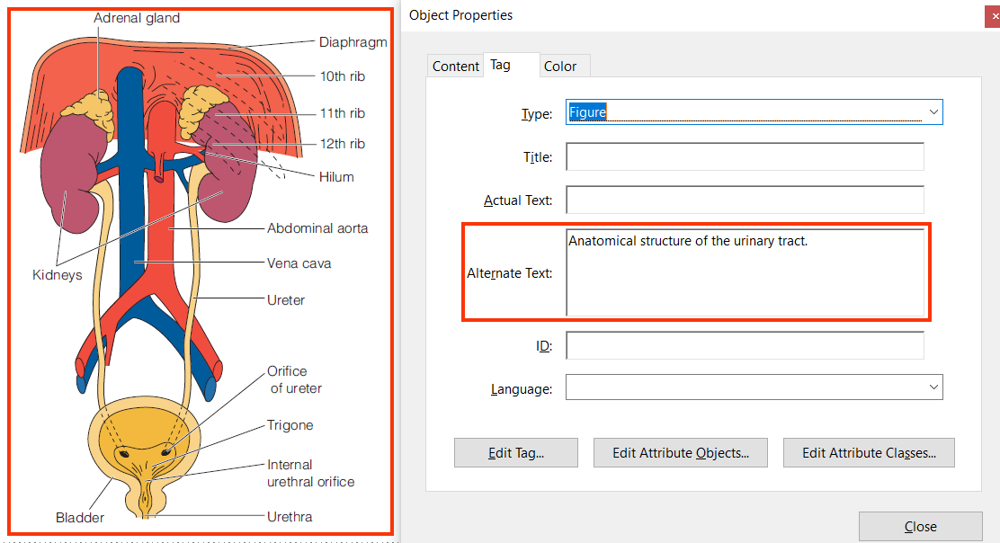 Adrenal gland
Diaphragm
10th rib
11th rib
12th rib
Hilum
Abdominal aorta
Vena cava
Kidneys
Ureter
Orifice
of ureter
Trigone
Internal
urethral orifice
Bladder
Urethra
Object Properties
×
Content Tag Color
Type: Figure
Title:
Actual Text:
Alternate Text: Anatomical structure of the urinary tract.
ID:
Language:
Edit Tag... Edit Attribute Objects... Edit Attribute Classes...
Close